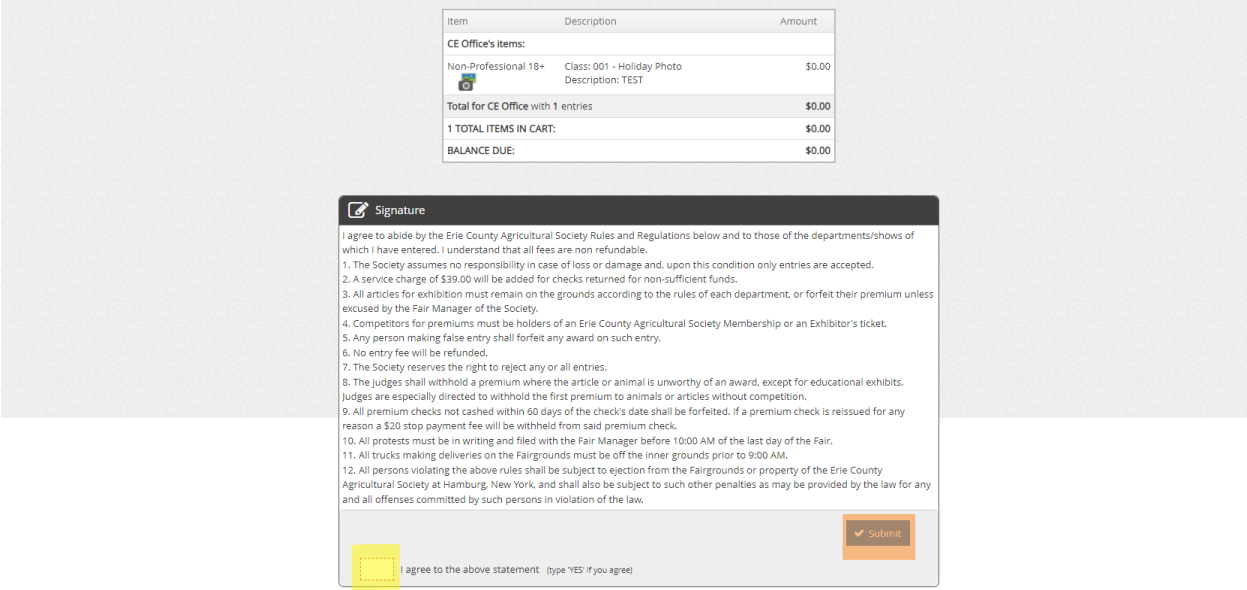 Item Description Amount
CE Office's items:
Non-Professional 18+ Class: 001 - Holiday Photo $0.00
Description: TEST
Total for CE Office with 1 entries $0.00
1 TOTAL ITEMS IN CART: $0.00
BALANCE DUE: $0.00
Signature
I agree to abide by the Erie County Agricultural Society Rules and Regulations below and to those of the departments/shows of
which I have entered. I understand that all fees are non refundable.
1. The Society assumes no responsibility in case of loss or damage and, upon this condition only entries are accepted.
2. A service charge of $39.00 will be added for checks returned for non-sufficient funds.
3. All articles for exhibition must remain on the grounds according to the rules of each department, or forfeit their premium unless
excused by the Fair Manager of the Society.
4. Competitors for premiums must be holders of an Erie County Agricultural Society Membership or an Exhibitor's ticket.
5. Any person making false entry shall forfeit any award on such entry.
6. No entry fee will be refunded.
7. The Society reserves the right to reject any or all entries.
8. The judges shall withhold a premium where the article or animal is unworthy of an award, except for educational exhibits.
Judges are especially directed to withhold the first premium to animals or articles without competition.
9. All premium checks not cashed within 60 days of the check's date shall be forfeited. If a premium check is reissued for any
reason a $20 stop payment fee will be withheld from said premium check.
10. All protests must be in writing and filed with the Fair Manager before 10:00 AM of the last day of the Fair.
11. All trucks making deliveries on the Fairgrounds must be off the inner grounds prior to 9:00 AM.
12. All persons violating the above rules shall be subject to ejection from the Fairgrounds or property of the Erie County
Agricultural Society at Hamburg, New York, and shall also be subject to such other penalties as may be provided by the law for any
and all offenses committed by such persons in violation of the law.
Submit
I agree to the above statement (type 'YES' if you agree)